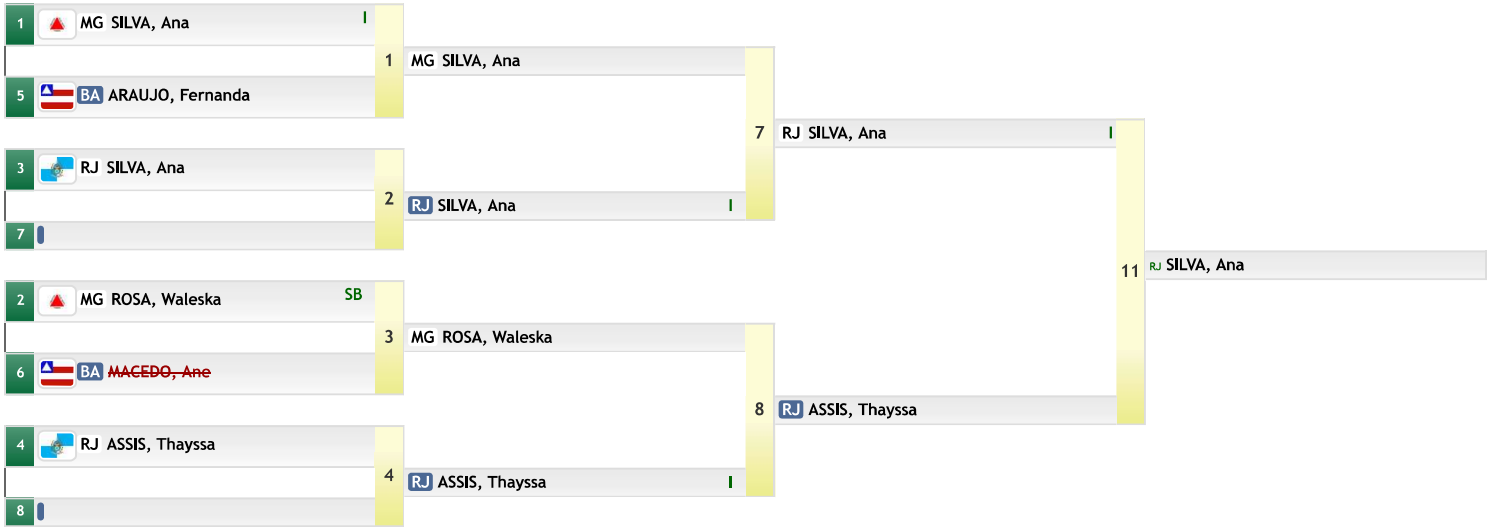 1 MG SILVA, Ana I
1 MG SILVA, Ana
5 BA ARAUJO, Fernanda
7 RJ SILVA, Ana I
3 RJ SILVA, Ana
2 RJ SILVA, Ana I
7
11 RJ SILVA, Ana
2 MG ROSA, Waleska SB
3 MG ROSA, Waleska
6 BA MACEDO, Ane
8 RJ ASSIS, Thayssa
4 RJ ASSIS, Thayssa
4 RJ ASSIS, Thayssa I
8